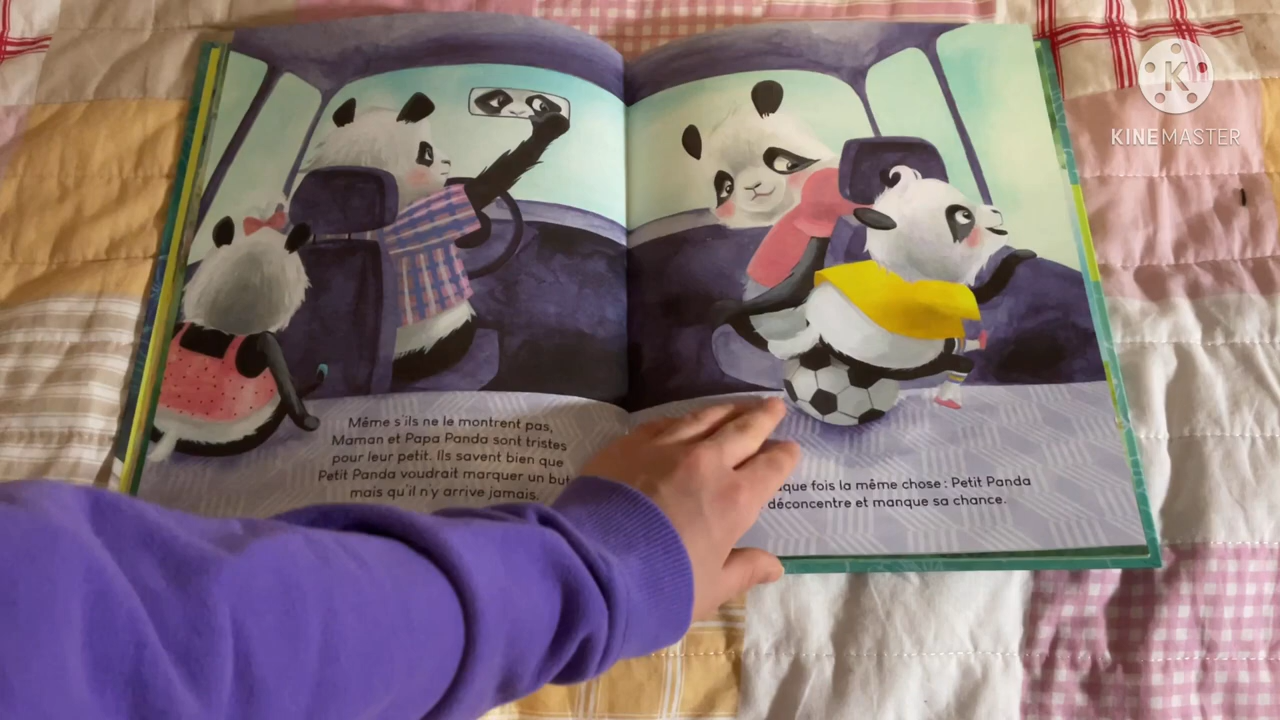 KINEMASTER
Même s'ils ne le montrent pas,
Maman et Papa Panda sont tristes
pour leur petit. Ils savent bien que
Petit Panda voudrait marquer un but
mais qu'il n'y arrive jamais.
fois la même chose : Petit Panda
déconcentre et manque sa chance.